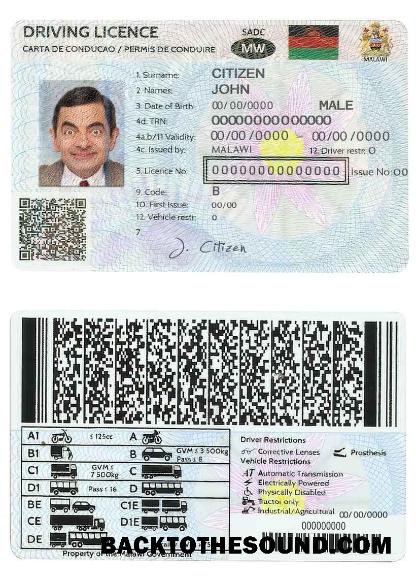 DRIVING LICENCE
CARTA DE CONDUCAO / PERMIS DE CONDUIRE
SADC
MW
MALAWI
1. Surname: CITIZEN
2. Names: JOHN
3. Date of Birth 00/00/0000 MALE
4d. TRN: 00000000000000
4a,b/11 Validity: 00/00/0000 - 00/00/0000
4c. Issued by: MALAWI 12. Driver restr: 0
5. Licence No: 00000000000000 Issue No: 00
9. Code: B
10. First Issue: 00/00
12. Vehicle restr: 0
7
J. Citizen
A1 ≤ 125cc A
B1 B GVM ≤ 3 500kg Pass ≤ 8
C1 GVM ≤ 7 500kg C
D1 Pass ≤ 16 D
BE C1E
CE D1E
DE
Property of the Malawi Government
Driver Restrictions
Corrective Lenses Prosthesis
Vehicle Restrictions
AT Automatic Transmission
Electrically Powered
Physically Disabled
Tractor only
Industrial/Agricultural 00/00/0000
000000000
BACKTOTHESOUND.COM